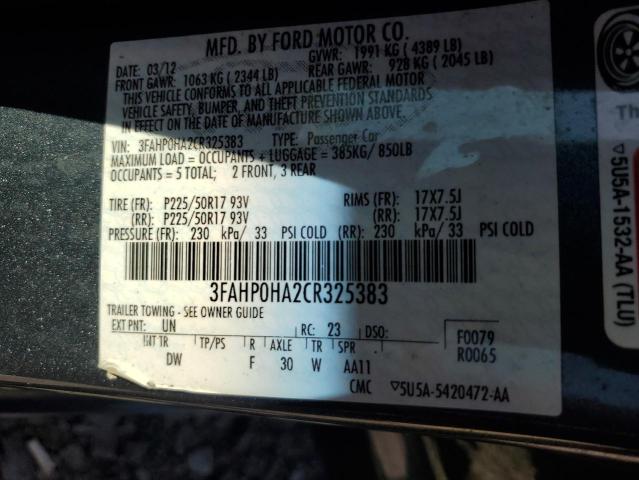 MFD. BY FORD MOTOR CO.
DATE: 03/12 GVWR: 1991 KG ( 4389 LB)
FRONT GAWR: 1063 KG ( 2344 LB) REAR GAWR: 928 KG ( 2045 LB)
THIS VEHICLE CONFORMS TO ALL APPLICABLE FEDERAL MOTOR
VEHICLE SAFETY, BUMPER, AND THEFT PREVENTION STANDARDS
IN EFFECT ON THE DATE OF MANUFACTURE SHOWN ABOVE.
VIN: 3FAHP0HA2CR325383 TYPE: Passenger Car
MAXIMUM LOAD = OCCUPANTS + LUGGAGE = 385KG/ 850LB
OCCUPANTS = 5 TOTAL; 2 FRONT, 3 REAR
TIRE (FR): P225/50R17 93V RIMS (FR): 17X7.5J
(RR): P225/50R17 93V (RR): 17X7.5J
PRESSURE (FR): 230 kPa/ 33 PSI COLD (RR): 230 kPa/ 33 PSI COLD
3FAHP0HA2CR325383
TRAILER TOWING - SEE OWNER GUIDE
EXT PNT: UN RC: 23 DSO: F0079
INT TR TP/PS R AXLE TR SPR R0065
DW F 30 W AA11
CMC ▽5U5A-5420472-AA
▽5U5A-1532-AA (TLU)